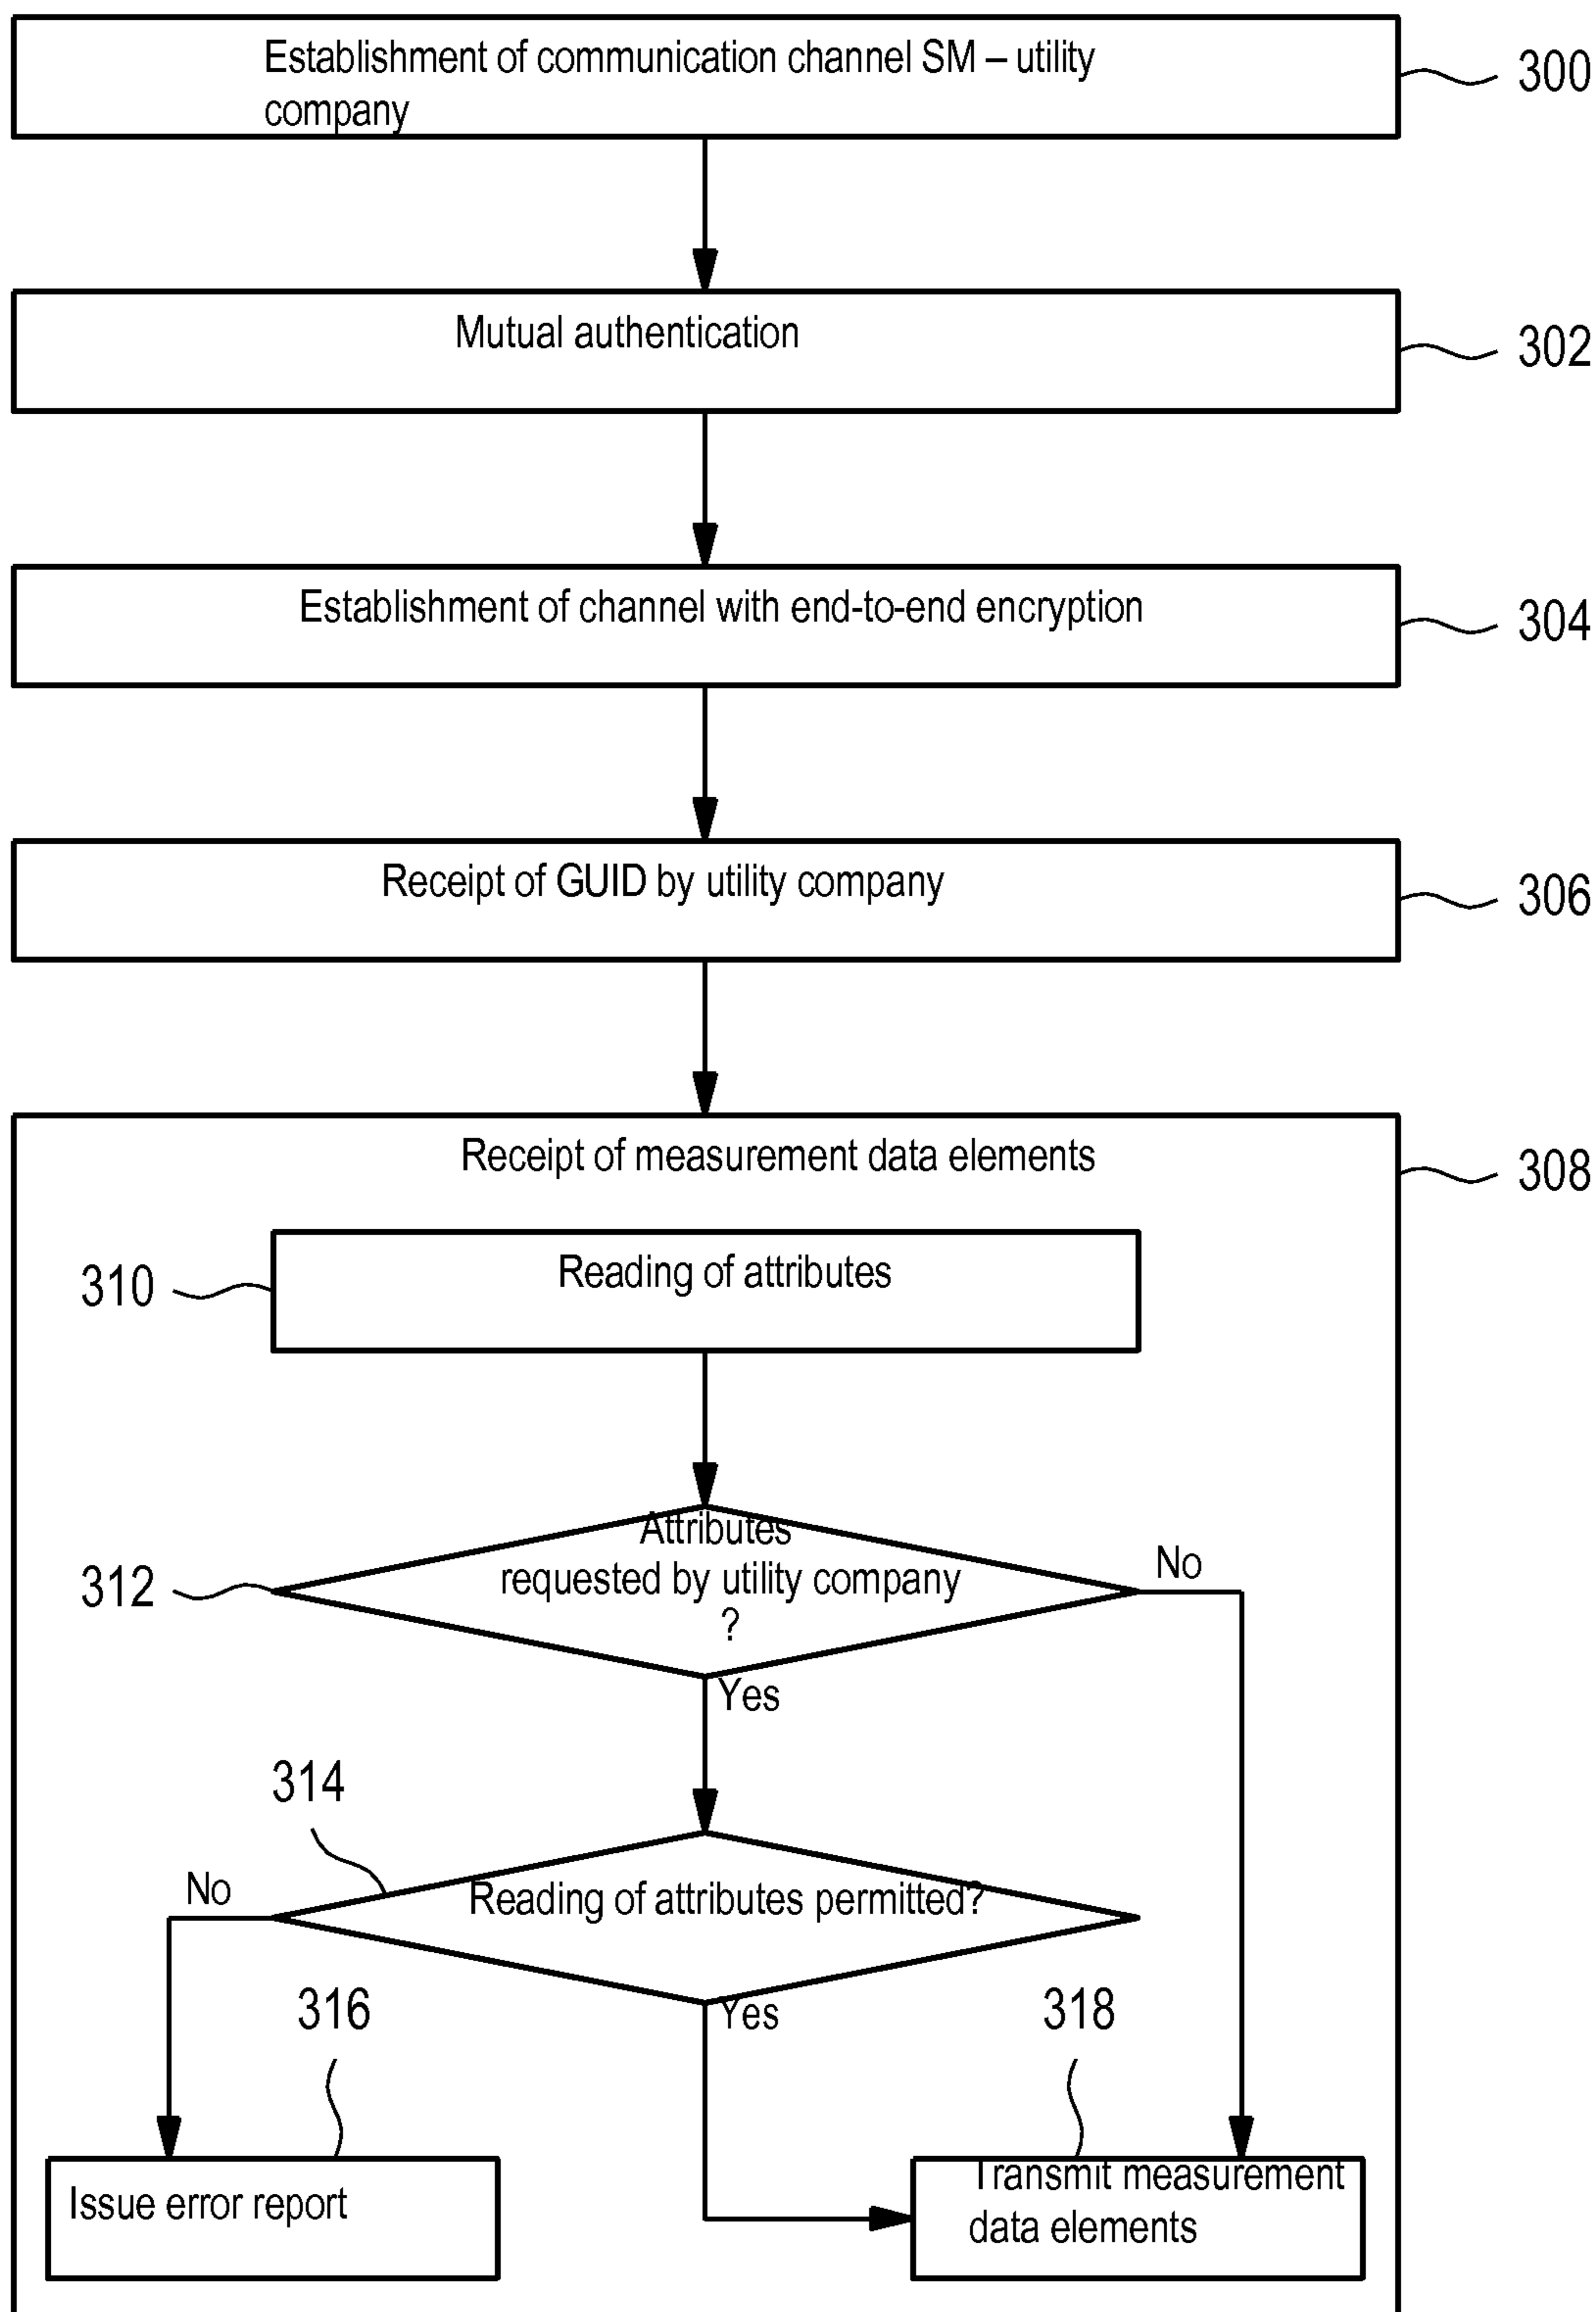 Establishment of communication channel SM – utility
company
300
Mutual authentication
302
Establishment of channel with end-to-end encryption
304
Receipt of GUID by utility company
306
Receipt of measurement data elements
308
Reading of attributes
310
Attributes
requested by utility company
?
312
No
Yes
314
Reading of attributes permitted?
No
Yes
316
318
Issue error report
Transmit measurement
data elements